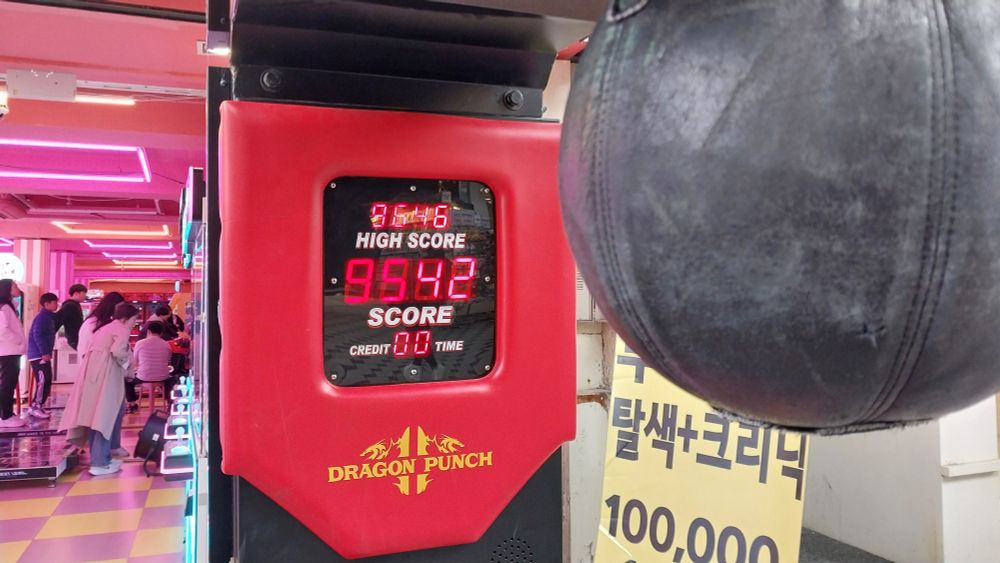 9646
HIGH SCORE
9542
SCORE
CREDIT 00 TIME
DRAGON PUNCH
탈색+크리닉
100,000